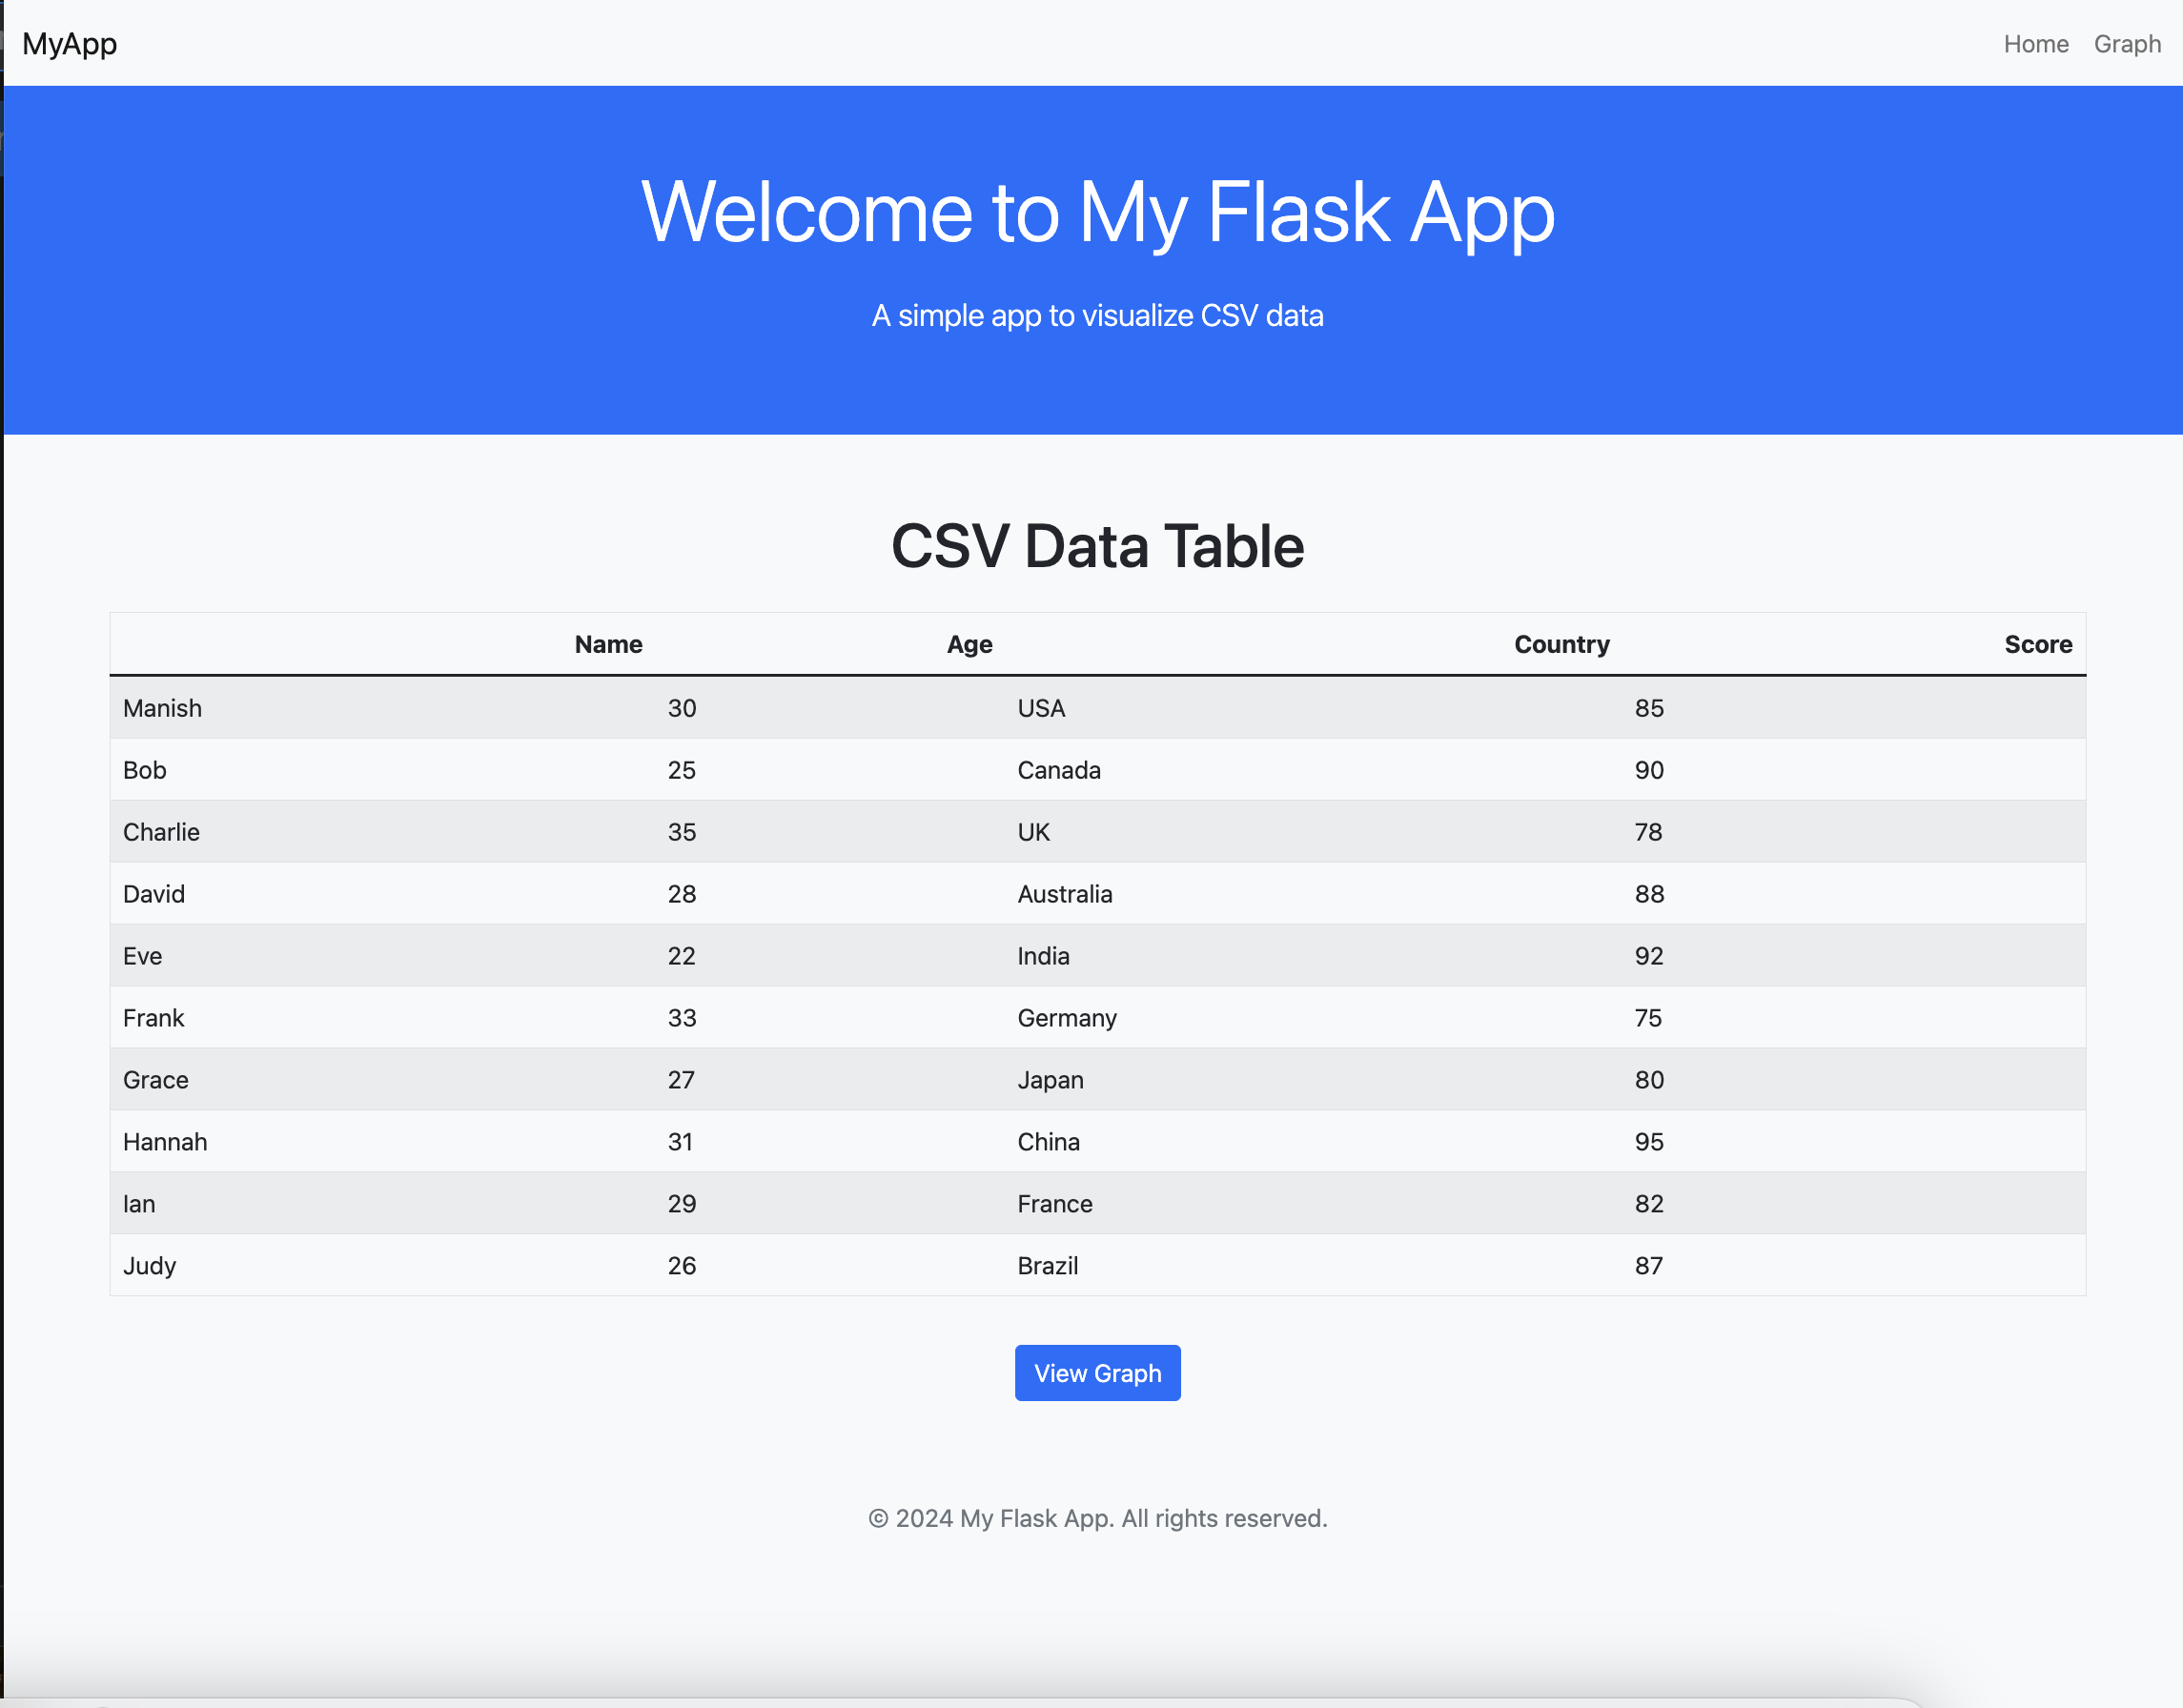 MyApp Home Graph
Welcome to My Flask App
A simple app to visualize CSV data
CSV Data Table
Name Age Country Score
Manish 30 USA 85
Bob 25 Canada 90
Charlie 35 UK 78
David 28 Australia 88
Eve 22 India 92
Frank 33 Germany 75
Grace 27 Japan 80
Hannah 31 China 95
Ian 29 France 82
Judy 26 Brazil 87
View Graph
© 2024 My Flask App. All rights reserved.